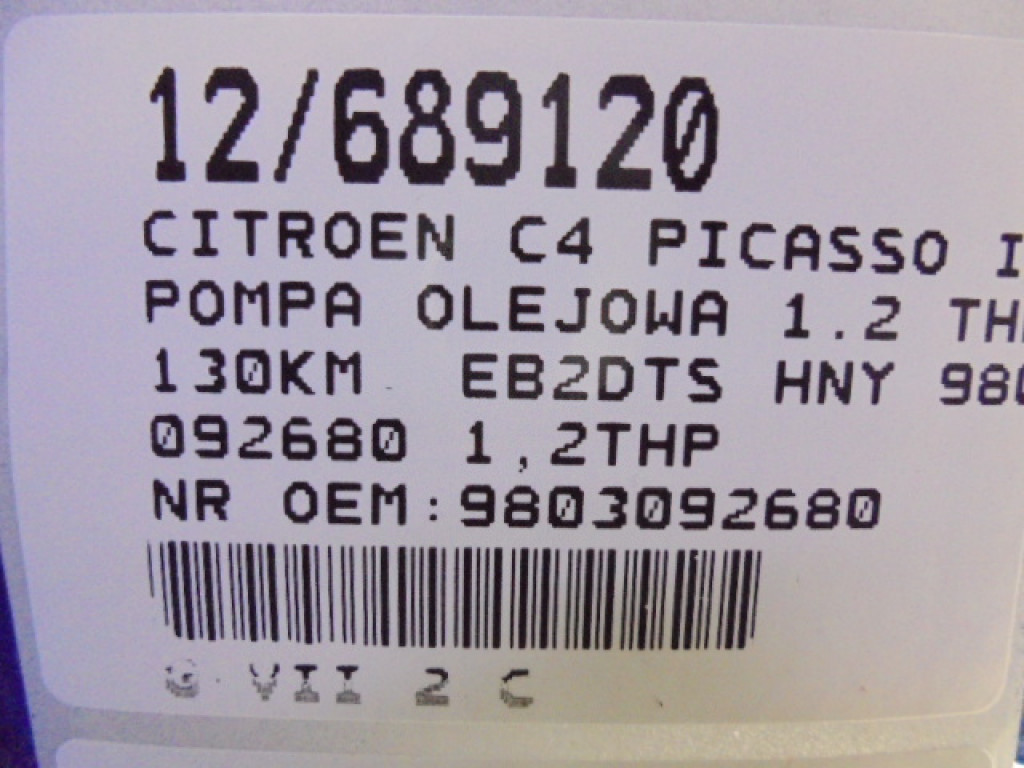 12/689120
CITROEN C4 PICASSO I
POMPA OLEJOWA 1.2 TH
130KM EB2DTS HNY 980
092680 1,2THP
NR OEM:9803092680
VII 2 C